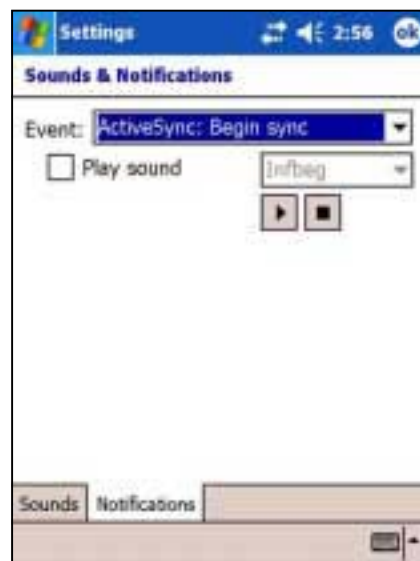 Settings 2:56 ok
Sounds & Notifications
Event: ActiveSync: Begin sync
Play sound Infbeg
Sounds Notifications